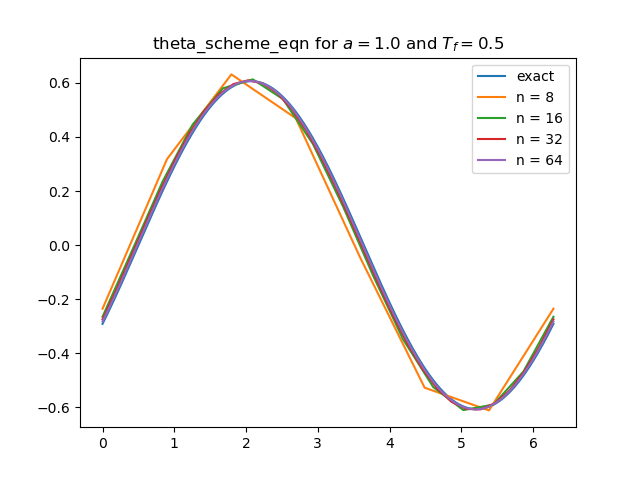 theta_scheme_eqn for a = 1.0 and T_f = 0.5
exact
n = 8
n = 16
n = 32
n = 64
0.6
0.4
0.2
0.0
−0.2
−0.4
−0.6
0 1 2 3 4 5 6